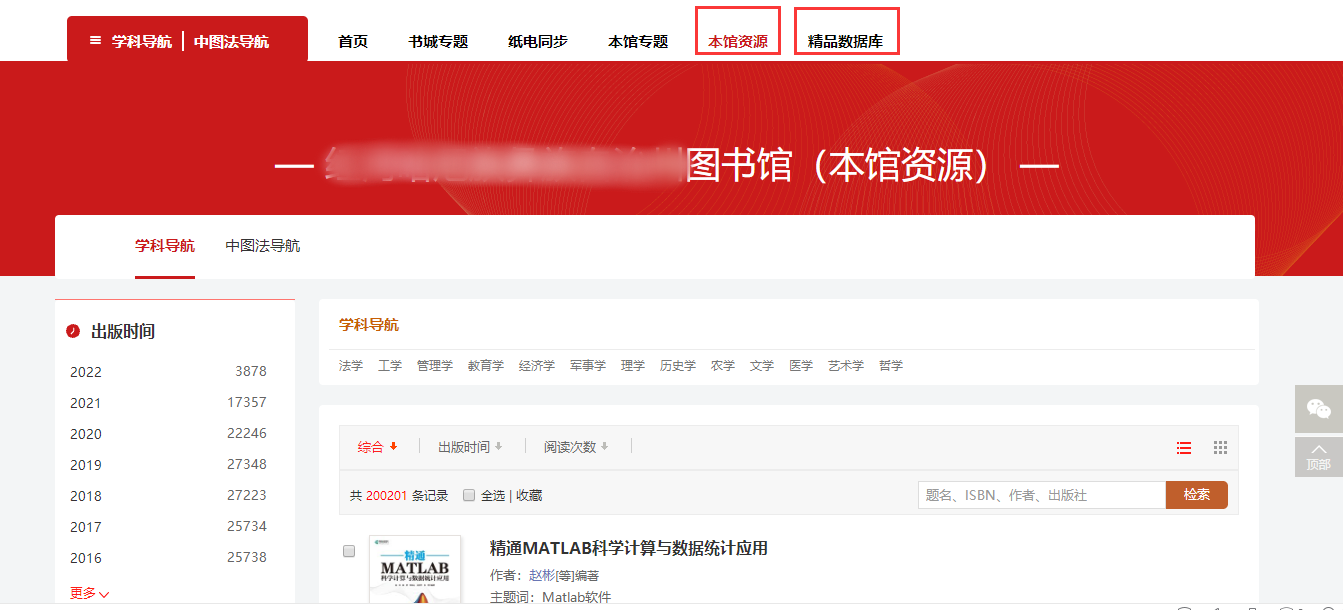 ≡ 学科导航 | 中图法导航 首页 书城专题 纸电同步 本馆专题 本馆资源 精品数据库
— 图书馆（本馆资源） —
学科导航 中图法导航
出版时间
2022 3878
2021 17357
2020 22246
2019 27348
2018 27223
2017 25734
2016 25738
更多
学科导航
法学 工学 管理学 教育学 经济学 军事学 理学 历史学 农学 文学 医学 艺术学 哲学
综合 出版时间 阅读次数
共 200201 条记录 全选 | 收藏 题名、ISBN、作者、出版社 检索
精通
MATLAB
科学计算与数据统计应用
精通MATLAB科学计算与数据统计应用
作者：赵彬[等]编著
主题词：Matlab软件
顶部